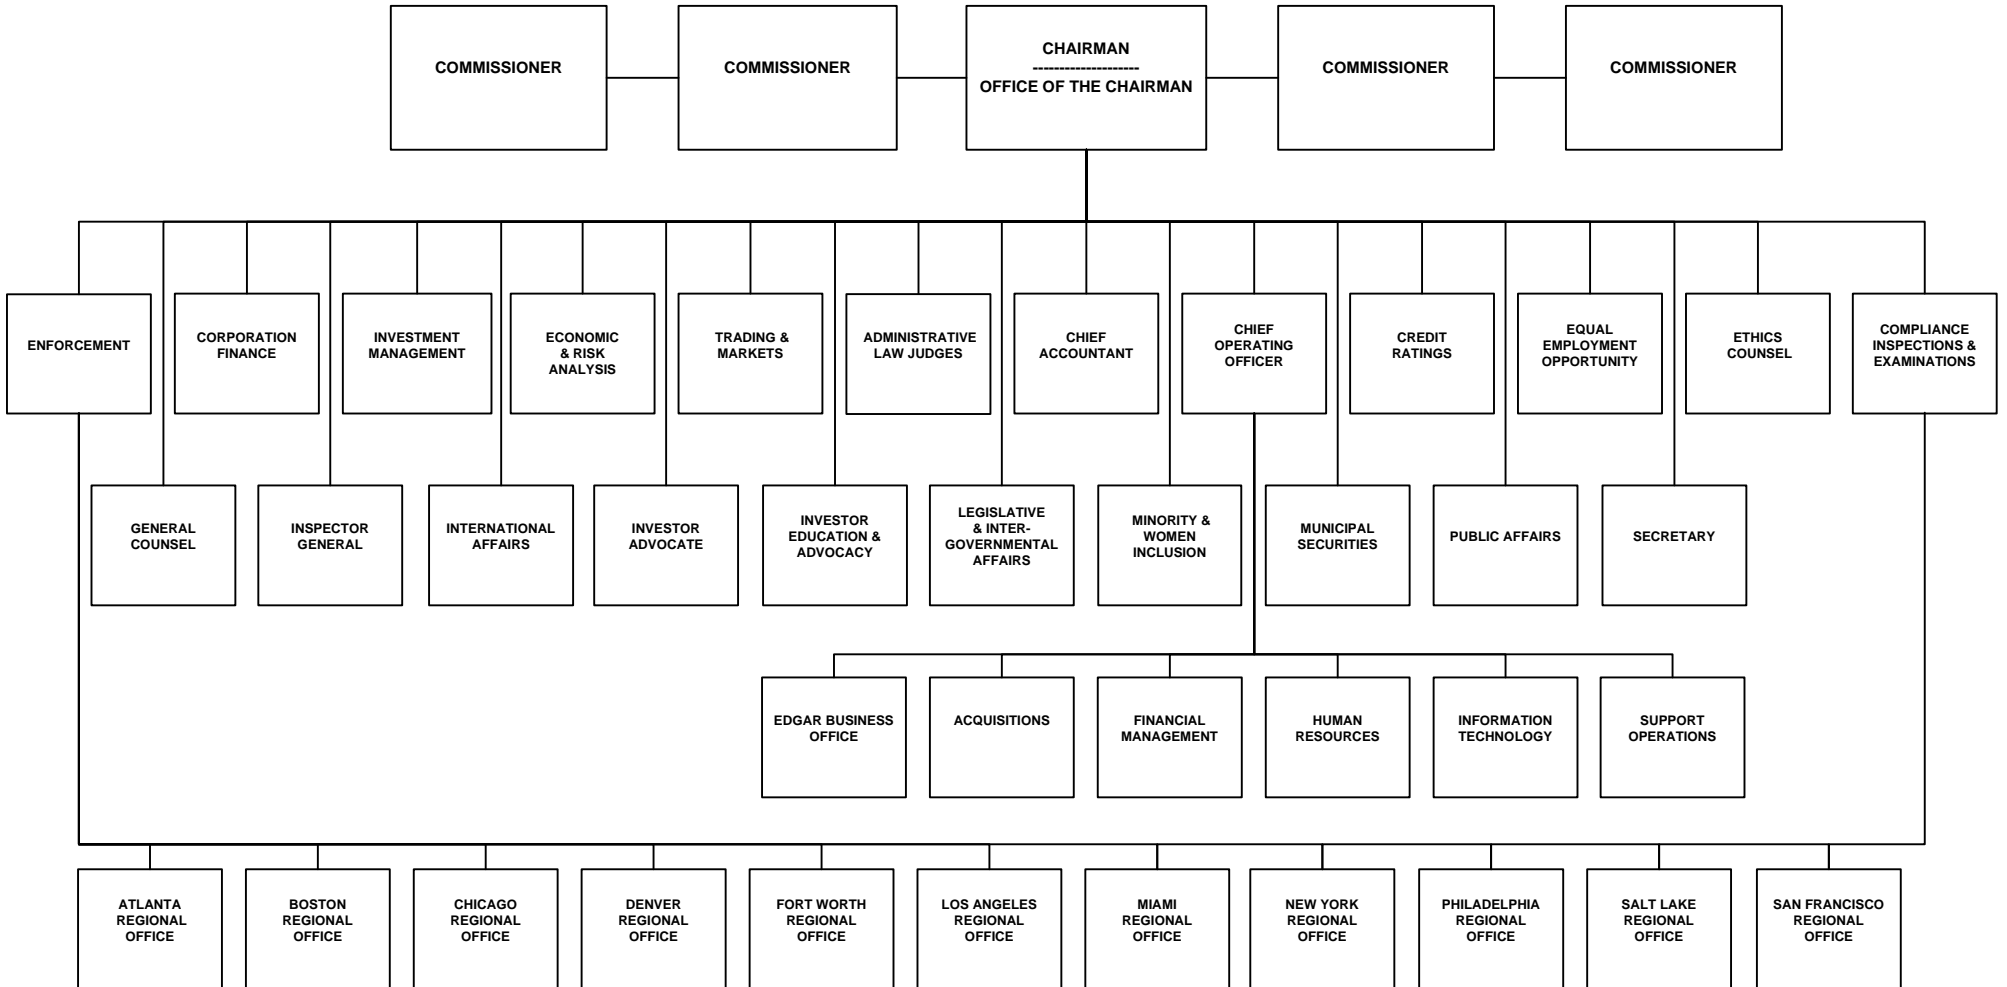 COMMISSIONER
COMMISSIONER
CHAIRMAN
--------------------
OFFICE OF THE CHAIRMAN
COMMISSIONER
COMMISSIONER
ENFORCEMENT
CORPORATION
FINANCE
INVESTMENT
MANAGEMENT
ECONOMIC
& RISK
ANALYSIS
TRADING &
MARKETS
ADMINISTRATIVE
LAW JUDGES
CHIEF
ACCOUNTANT
CHIEF
OPERATING
OFFICER
CREDIT
RATINGS
EQUAL
EMPLOYMENT
OPPORTUNITY
ETHICS
COUNSEL
COMPLIANCE
INSPECTIONS &
EXAMINATIONS
GENERAL
COUNSEL
INSPECTOR
GENERAL
INTERNATIONAL
AFFAIRS
INVESTOR
ADVOCATE
INVESTOR
EDUCATION &
ADVOCACY
LEGISLATIVE
& INTER-
GOVERNMENTAL
AFFAIRS
MINORITY &
WOMEN
INCLUSION
MUNICIPAL
SECURITIES
PUBLIC AFFAIRS
SECRETARY
EDGAR BUSINESS
OFFICE
ACQUISITIONS
FINANCIAL
MANAGEMENT
HUMAN
RESOURCES
INFORMATION
TECHNOLOGY
SUPPORT
OPERATIONS
ATLANTA
REGIONAL
OFFICE
BOSTON
REGIONAL
OFFICE
CHICAGO
REGIONAL
OFFICE
DENVER
REGIONAL
OFFICE
FORT WORTH
REGIONAL
OFFICE
LOS ANGELES
REGIONAL
OFFICE
MIAMI
REGIONAL
OFFICE
NEW YORK
REGIONAL
OFFICE
PHILADELPHIA
REGIONAL
OFFICE
SALT LAKE
REGIONAL
OFFICE
SAN FRANCISCO
REGIONAL
OFFICE